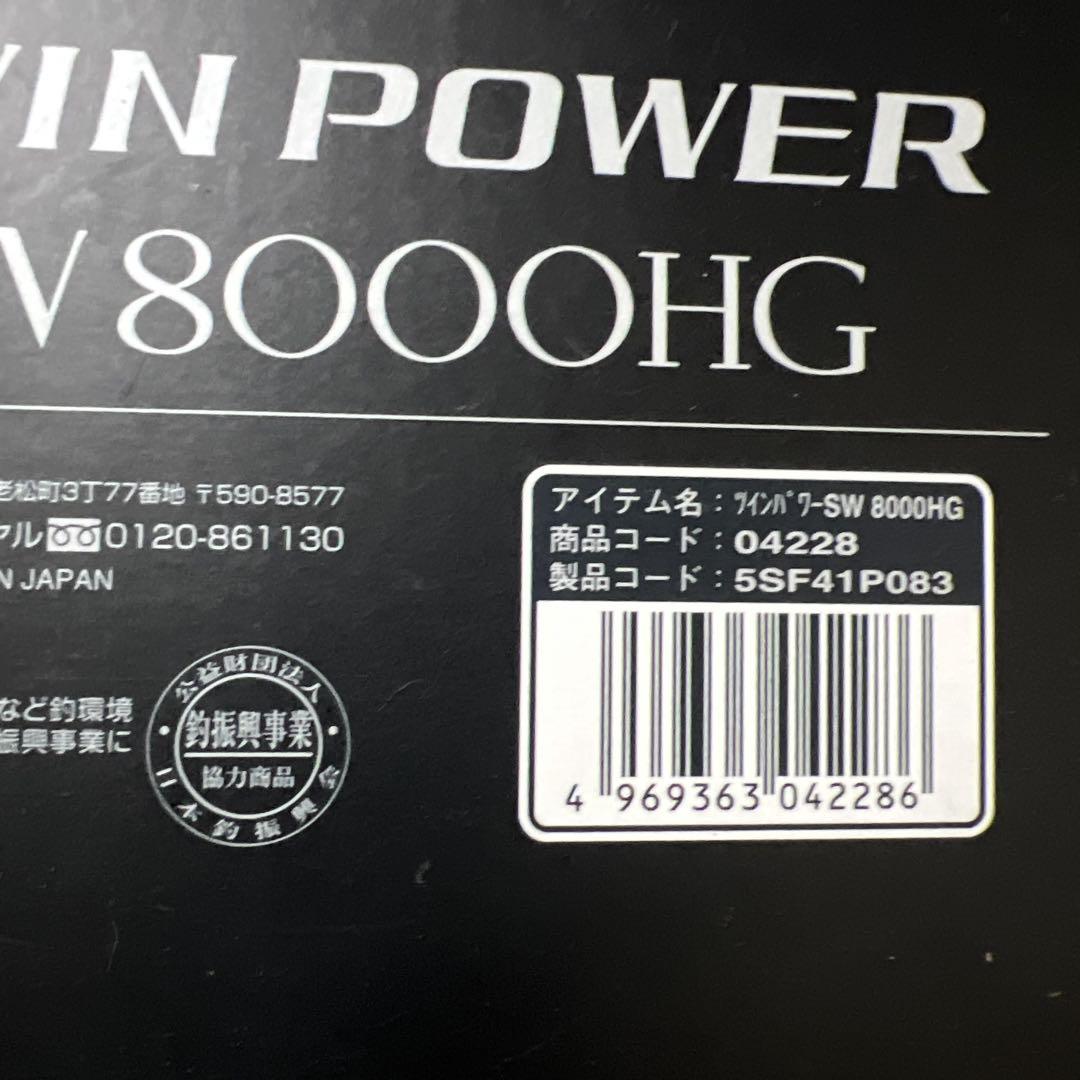 WIN POWER
W 8000HG
老松町3丁77番地 〒590-8577
ヤル 0120-861130
N JAPAN
アイテム名：ﾂインﾊﾟﾜｰSW 8000HG
商品コード：04228
製品コード：5SF41P083
4 969363 042286
など釣環境
振興事業に
公益財団法人
釣振興事業
協力商品
日本釣振興会